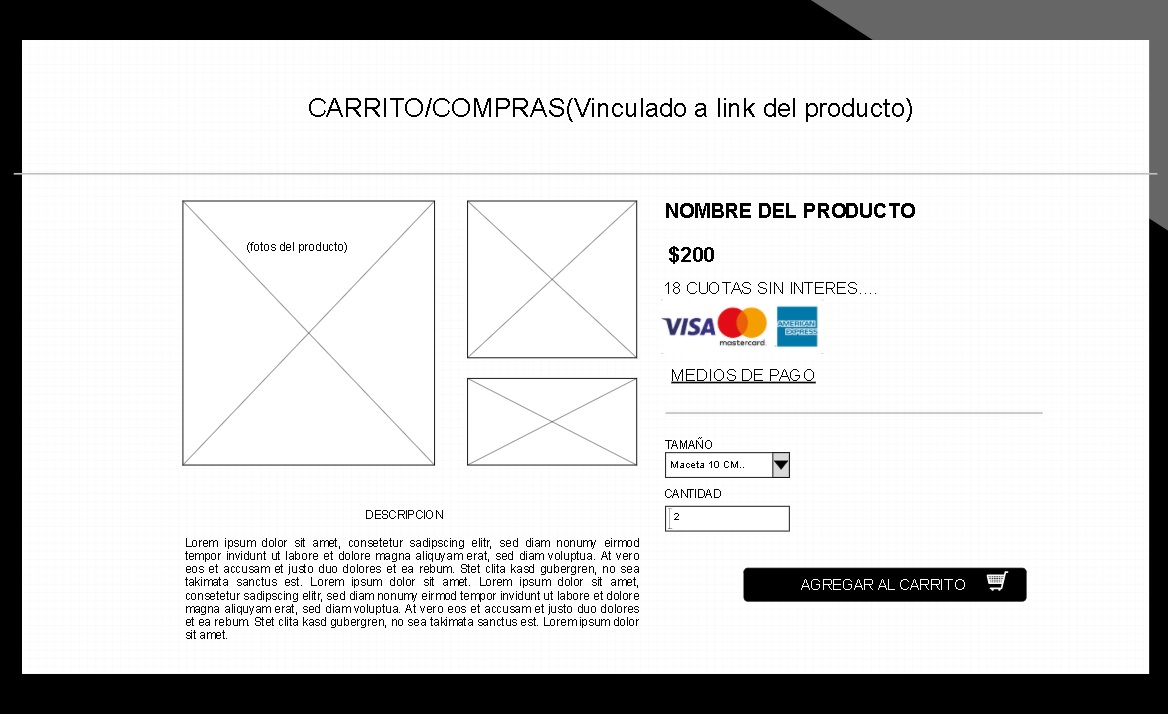 CARRITO/COMPRAS(Vinculado a link del producto)
(fotos del producto)
NOMBRE DEL PRODUCTO
$200
18 CUOTAS SIN INTERES....
VISA
mastercard.
AMERICAN
EXPRESS
MEDIOS DE PAGO
TAMAÑO
Maceta 10 CM..
CANTIDAD
2
AGREGAR AL CARRITO
DESCRIPCION
Lorem ipsum dolor sit amet, consetetur sadipscing elitr, sed diam nonumy eirmod
tempor invidunt ut labore et dolore magna aliquyam erat, sed diam voluptua. At vero
eos et accusam et justo duo dolores et ea rebum. Stet clita kasd gubergren, no sea
takimata sanctus est. Lorem ipsum dolor sit amet. Lorem ipsum dolor sit amet,
consetetur sadipscing elitr, sed diam nonumy eirmod tempor invidunt ut labore et dolore
magna aliquyam erat, sed diam voluptua. At vero eos et accusam et justo duo dolores
et ea rebum. Stet clita kasd gubergren, no sea takimata sanctus est. Lorem ipsum dolor
sit amet.